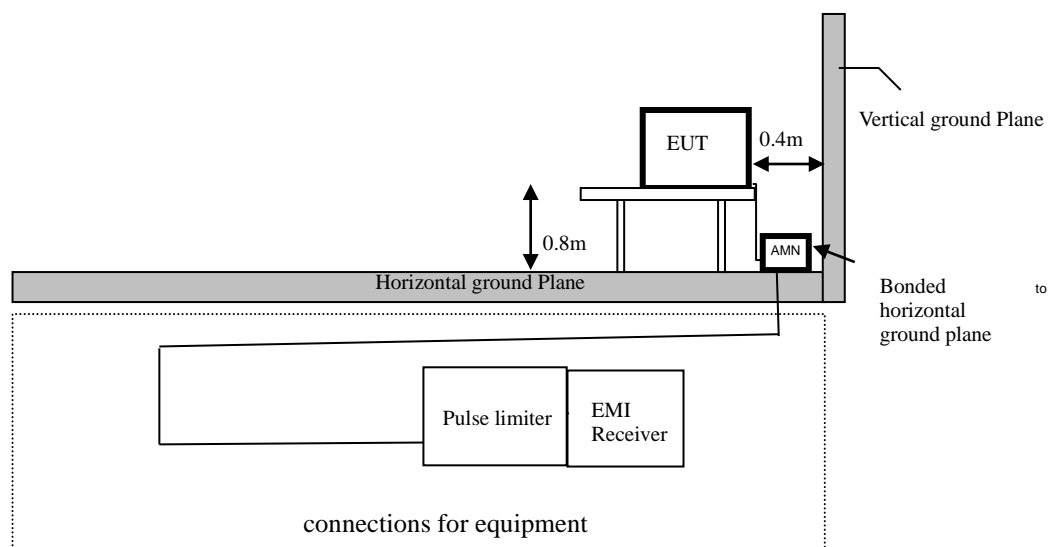 EUT
0.4m
Vertical ground Plane
0.8m
AMN
Horizontal ground Plane
Bonded to
horizontal
ground plane
Pulse limiter
EMI
Receiver
connections for equipment